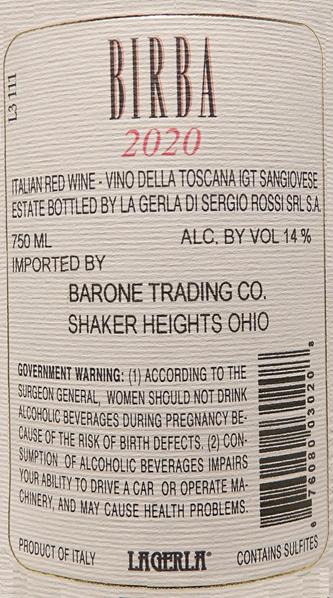 L3 111
BIRBA
2020
ITALIAN RED WINE - VINO DELLA TOSCANA IGT SANGIOVESE
ESTATE BOTTLED BY LA GERLA DI SERGIO ROSSI SRL S.A.
750 ML ALC. BY VOL 14 %
IMPORTED BY
BARONE TRADING CO.
SHAKER HEIGHTS OHIO
GOVERNMENT WARNING: (1) ACCORDING TO THE
SURGEON GENERAL, WOMEN SHOULD NOT DRINK
ALCOHOLIC BEVERAGES DURING PREGNANCY BE-
CAUSE OF THE RISK OF BIRTH DEFECTS. (2) CON-
SUMPTION OF ALCOHOLIC BEVERAGES IMPAIRS
YOUR ABILITY TO DRIVE A CAR OR OPERATE MA-
CHINERY, AND MAY CAUSE HEALTH PROBLEMS.
8 76080 03020 8
PRODUCT OF ITALY LAGERLA® CONTAINS SULFITES